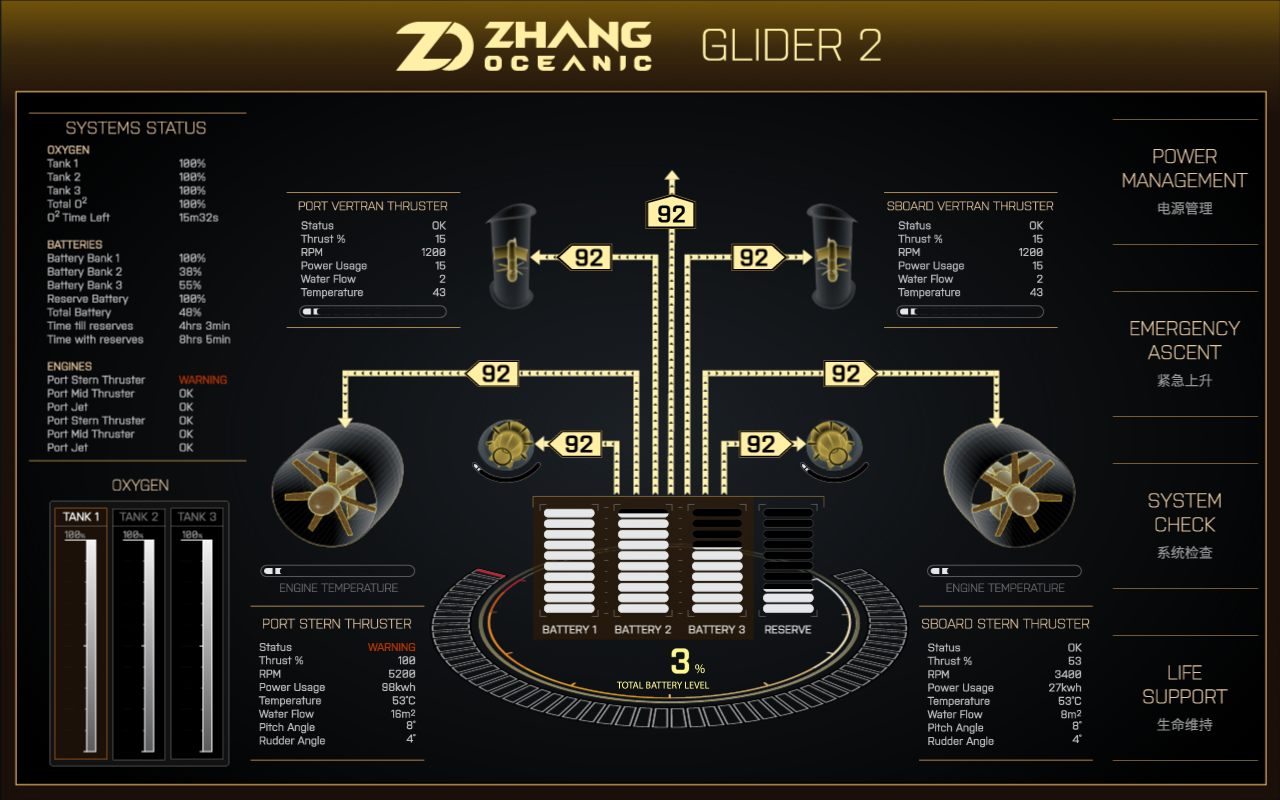 ZHANG
OCEANIC
GLIDER 2
SYSTEMS STATUS
OXYGEN
Tank 1 100%
Tank 2 100%
Tank 3 100%
Total O² 100%
O² Time Left 15m32s
BATTERIES
Battery Bank 1 100%
Battery Bank 2 38%
Battery Bank 3 55%
Reserve Battery 100%
Total Battery 48%
Time till reserves 4hrs 3min
Time with reserves 8hrs 5min
ENGINES
Port Stern Thruster WARNING
Port Mid Thruster OK
Port Jet OK
Port Stern Thruster OK
Port Mid Thruster OK
Port Jet OK
OXYGEN
TANK 1 TANK 2 TANK 3
100% 100% 100%
PORT VERTRAN THRUSTER
Status OK
Thrust % 15
RPM 1200
Power Usage 15
Water Flow 2
Temperature 43
92
92
92
SBOARD VERTRAN THRUSTER
Status OK
Thrust % 15
RPM 1200
Power Usage 15
Water Flow 2
Temperature 43
92
92
92
92
ENGINE TEMPERATURE
PORT STERN THRUSTER
Status WARNING
Thrust % 100
RPM 5200
Power Usage 98kwh
Temperature 53°C
Water Flow 16m²
Pitch Angle 8°
Rudder Angle 4°
BATTERY 1 BATTERY 2 BATTERY 3 RESERVE
3 %
TOTAL BATTERY LEVEL
ENGINE TEMPERATURE
SBOARD STERN THRUSTER
Status OK
Thrust % 53
RPM 3400
Power Usage 27kwh
Temperature 53°C
Water Flow 8m²
Pitch Angle 8°
Rudder Angle 4°
POWER
MANAGEMENT
电源管理
EMERGENCY
ASCENT
紧急上升
SYSTEM
CHECK
系统检查
LIFE
SUPPORT
生命维持